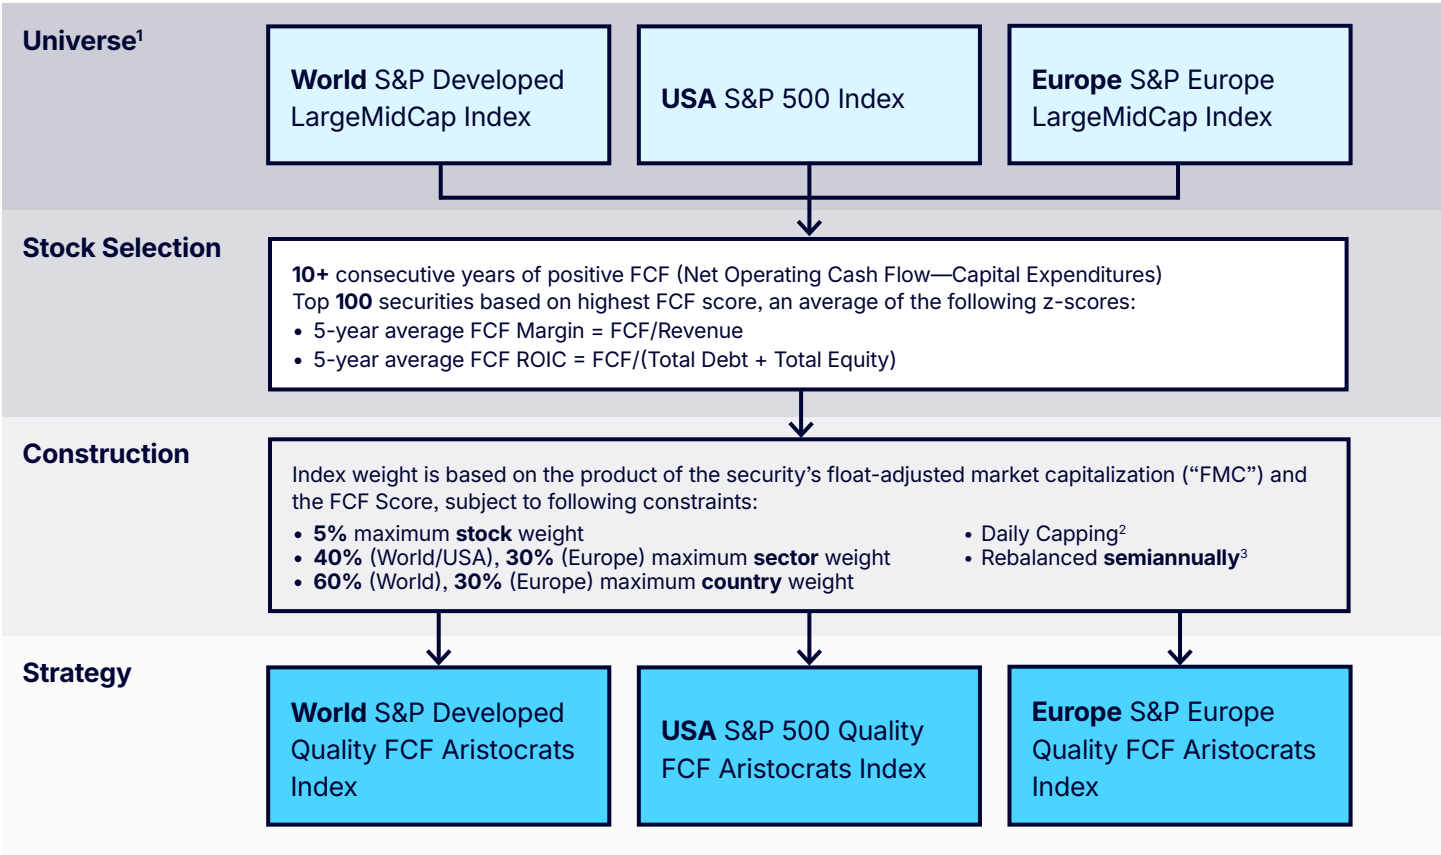 Universe¹
World S&P Developed
LargeMidCap Index
USA S&P 500 Index
Europe S&P Europe
LargeMidCap Index
Stock Selection
10+ consecutive years of positive FCF (Net Operating Cash Flow—Capital Expenditures)
Top 100 securities based on highest FCF score, an average of the following z-scores:
• 5-year average FCF Margin = FCF/Revenue
• 5-year average FCF ROIC = FCF/(Total Debt + Total Equity)
Construction
Index weight is based on the product of the security’s float-adjusted market capitalization (“FMC”) and
the FCF Score, subject to following constraints:
• 5% maximum stock weight
• 40% (World/USA), 30% (Europe) maximum sector weight
• 60% (World), 30% (Europe) maximum country weight
• Daily Capping²
• Rebalanced semiannually³
Strategy
World S&P Developed
Quality FCF Aristocrats
Index
USA S&P 500 Quality
FCF Aristocrats Index
Europe S&P Europe
Quality FCF Aristocrats
Index